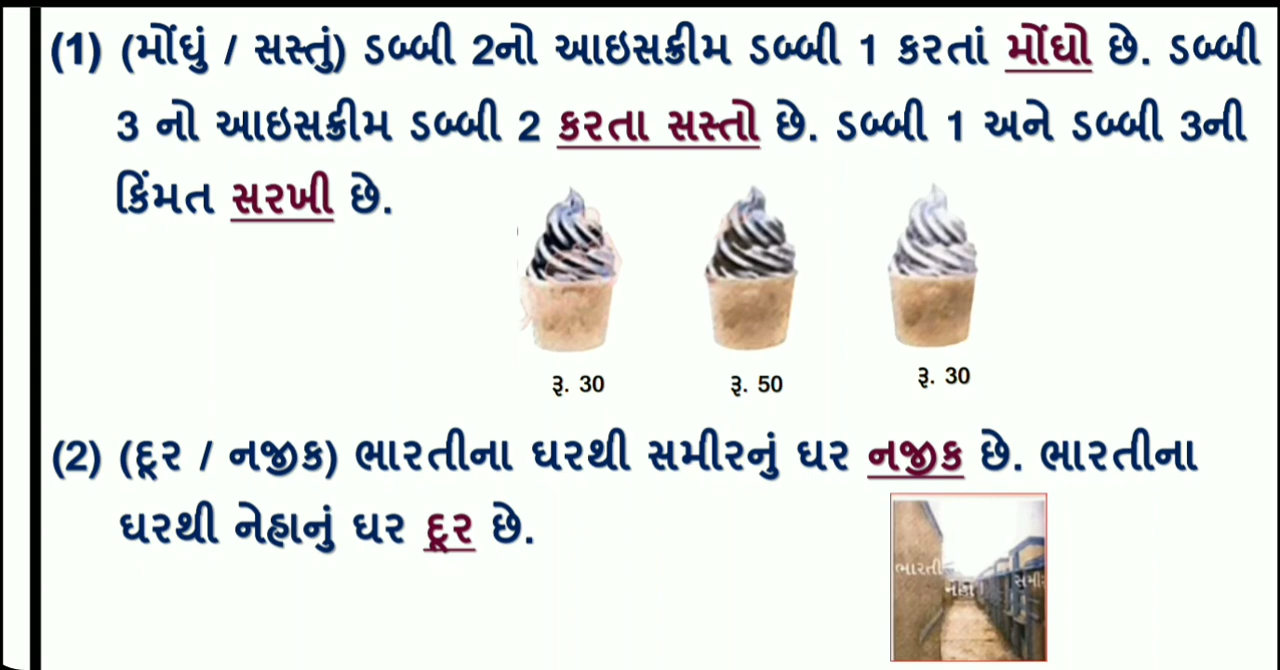 (1) (મોંઘું / સસ્તું) ડબ્બી 2નો આઇસક્રીમ ડબ્બી 1 કરતાં મોંઘો છે. ડબ્બી
3 નો આઇસક્રીમ ડબ્બી 2 કરતા સસ્તો છે. ડબ્બી 1 અને ડબ્બી 3ની
કિંમત સરખી છે.
રૂ. 30 રૂ. 50 રૂ. 30
(2) (દૂર / નજીક) ભારતીના ઘરથી સમીરનું ઘર નજીક છે. ભારતીના
ઘરથી નેહાનું ઘર દૂર છે.
ભારતી
નેહા